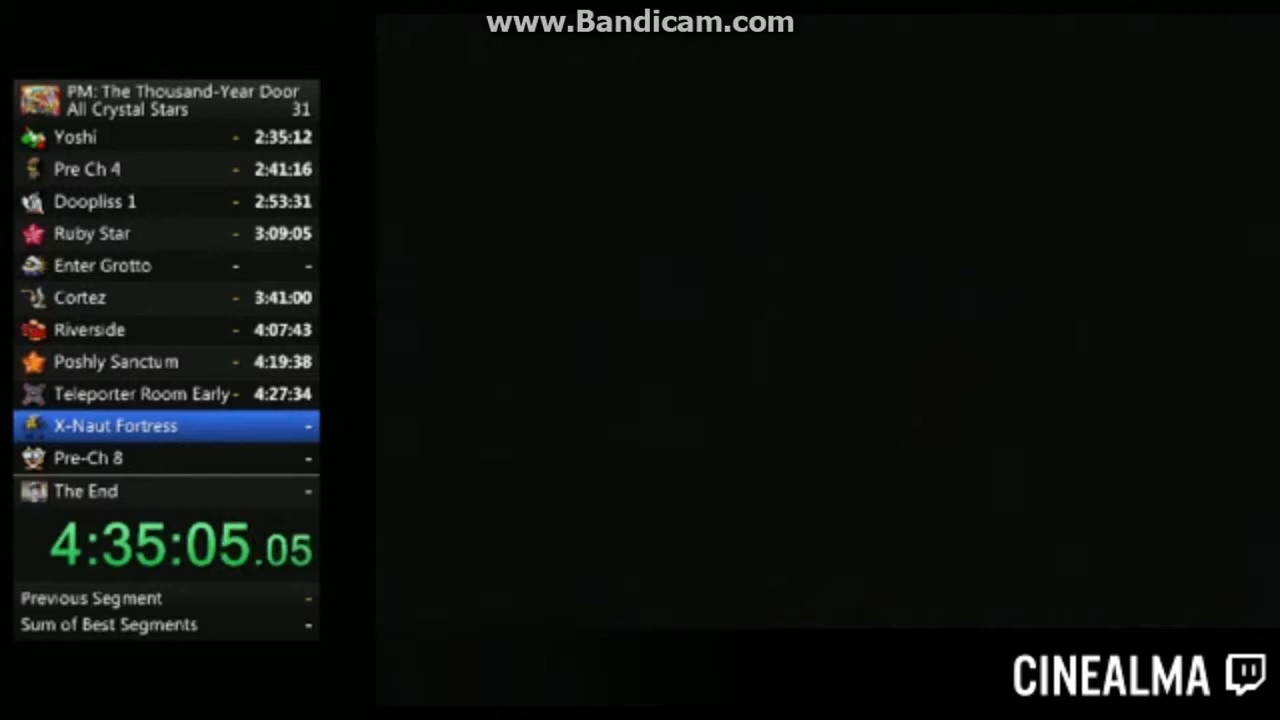 www.Bandicam.com
PM: The Thousand-Year Door
All Crystal Stars 31
Yoshi - 2:35:12
Pre Ch 4 - 2:41:16
Doopliss 1 - 2:53:31
Ruby Star - 3:09:05
Enter Grotto - -
Cortez - 3:41:00
Riverside - 4:07:43
Poshly Sanctum - 4:19:38
Teleporter Room Early - 4:27:34
X-Naut Fortress -
Pre-Ch 8 -
The End -
4:35:05.05
Previous Segment -
Sum of Best Segments -
CINEALMA